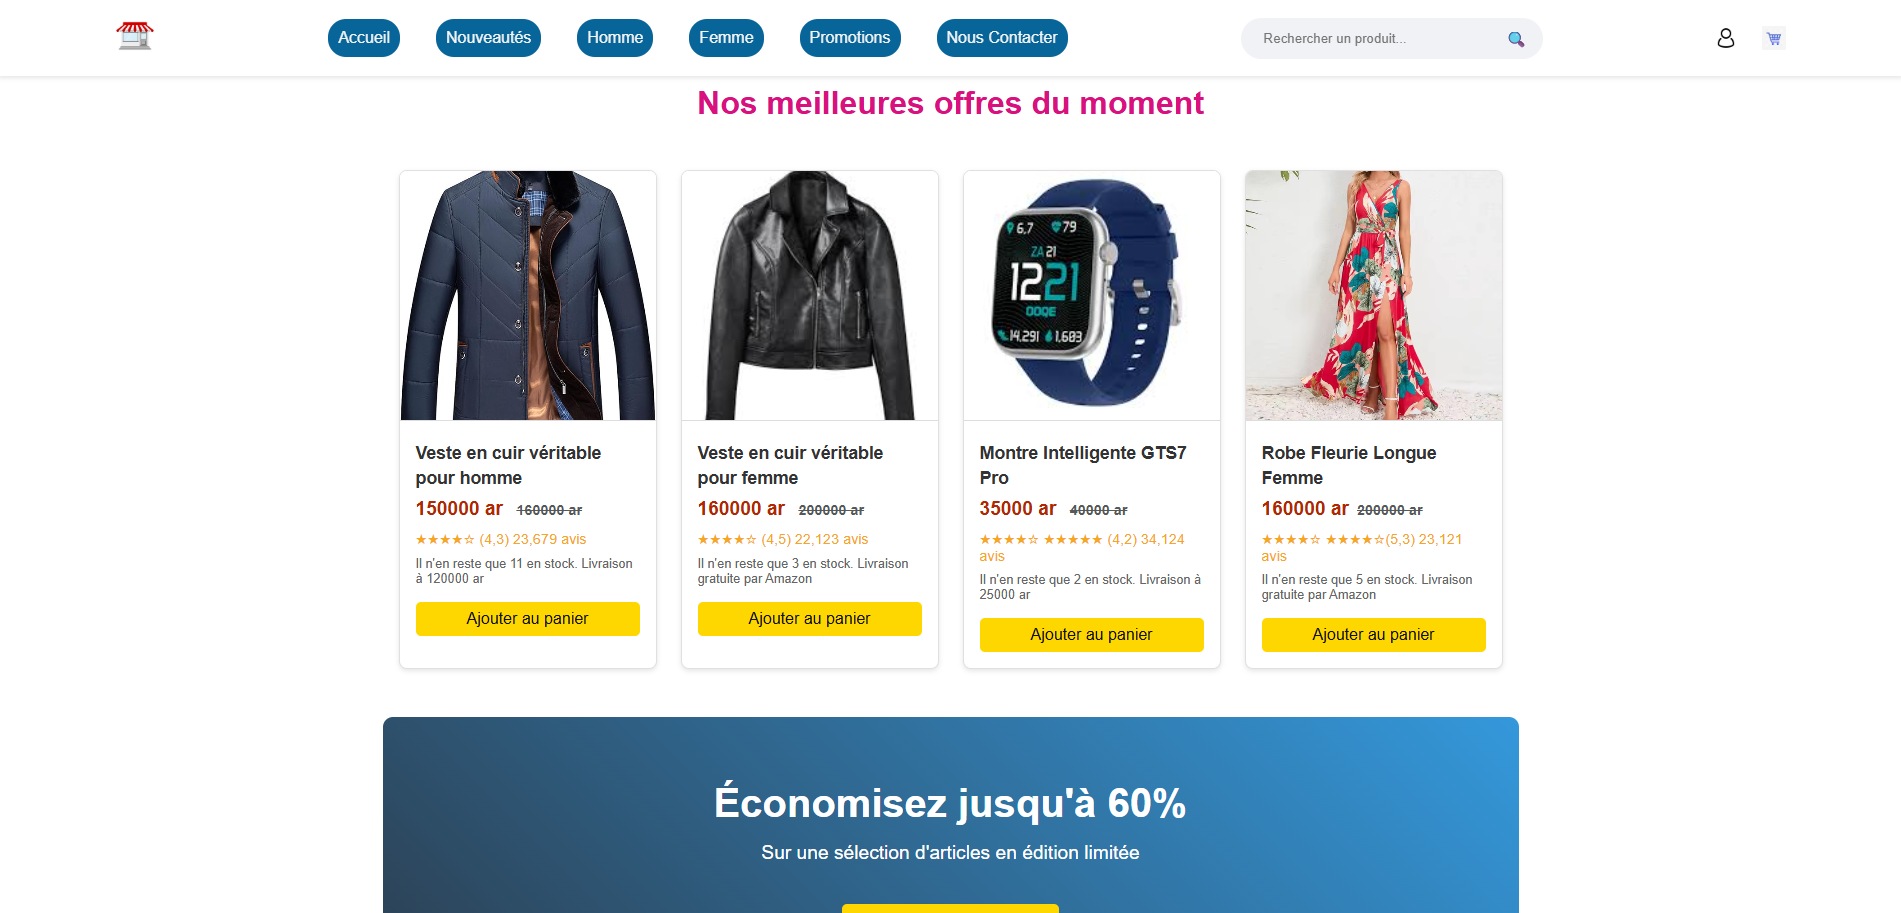 Accueil
Nouveautés
Homme
Femme
Promotions
Nous Contacter
Rechercher un produit...
Nos meilleures offres du moment
6,7
79
ZA 21
12:21
DOQE
14.291
1,683
Veste en cuir véritable
pour homme
150000 ar 160000 ar
★★★★☆ (4,3) 23,679 avis
Il n'en reste que 11 en stock. Livraison
à 120000 ar
Ajouter au panier
Veste en cuir véritable
pour femme
160000 ar 200000 ar
★★★★☆ (4,5) 22,123 avis
Il n'en reste que 3 en stock. Livraison
gratuite par Amazon
Ajouter au panier
Montre Intelligente GTS7
Pro
35000 ar 40000 ar
★★★★☆ ★★★★★ (4,2) 34,124
avis
Il n'en reste que 2 en stock. Livraison à
25000 ar
Ajouter au panier
Robe Fleurie Longue
Femme
160000 ar 200000 ar
★★★★☆ ★★★★☆(5,3) 23,121
avis
Il n'en reste que 5 en stock. Livraison
gratuite par Amazon
Ajouter au panier
Économisez jusqu'à 60%
Sur une sélection d'articles en édition limitée